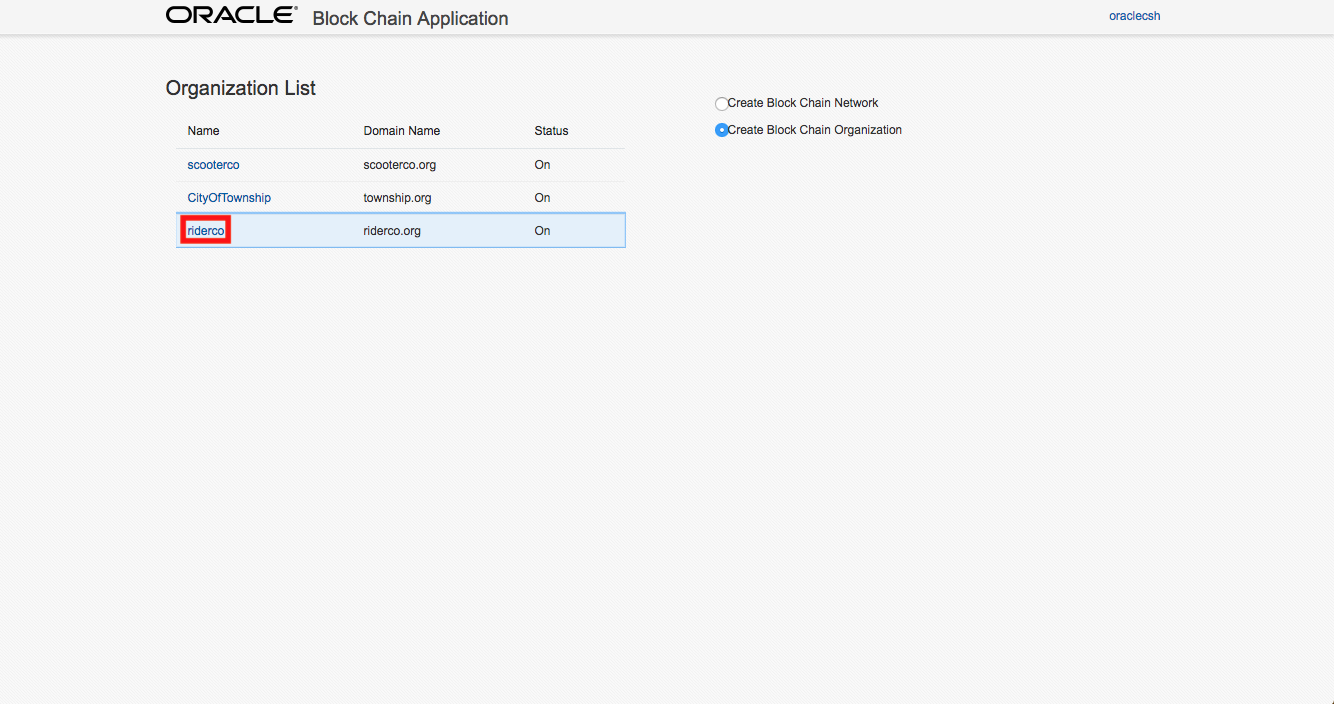 ORACLE® Block Chain Application oraclecsh
Organization List
Create Block Chain Network
Create Block Chain Organization
Name Domain Name Status
scooterco scooterco.org On
CityOfTownship township.org On
riderco riderco.org On